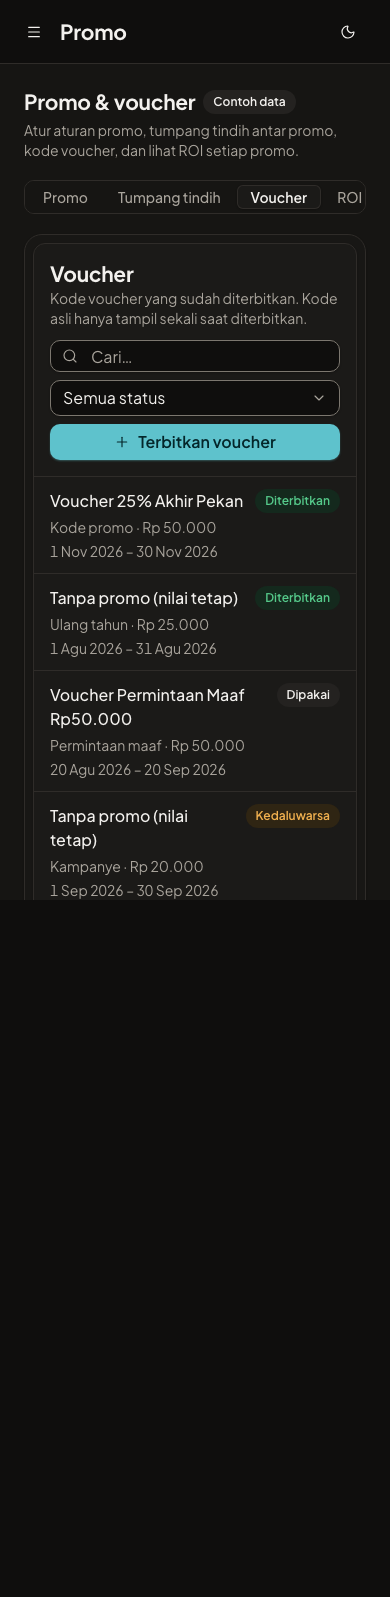 Promo
Promo & voucher
Contoh data
Atur aturan promo, tumpang tindih antar promo,
kode voucher, dan lihat ROI setiap promo.
Promo
Tumpang tindih
Voucher
ROI
Voucher
Kode voucher yang sudah diterbitkan. Kode
asli hanya tampil sekali saat diterbitkan.
Cari...
Semua status
Terbitkan voucher
Voucher 25% Akhir Pekan
Diterbitkan
Kode promo · Rp 50.000
1 Nov 2026 – 30 Nov 2026
Tanpa promo (nilai tetap)
Diterbitkan
Ulang tahun · Rp 25.000
1 Agu 2026 – 31 Agu 2026
Voucher Permintaan Maaf
Rp50.000
Dipakai
Permintaan maaf · Rp 50.000
20 Agu 2026 – 20 Sep 2026
Tanpa promo (nilai
tetap)
Kedaluwarsa
Kampanye · Rp 20.000
1 Sep 2026 – 30 Sep 2026